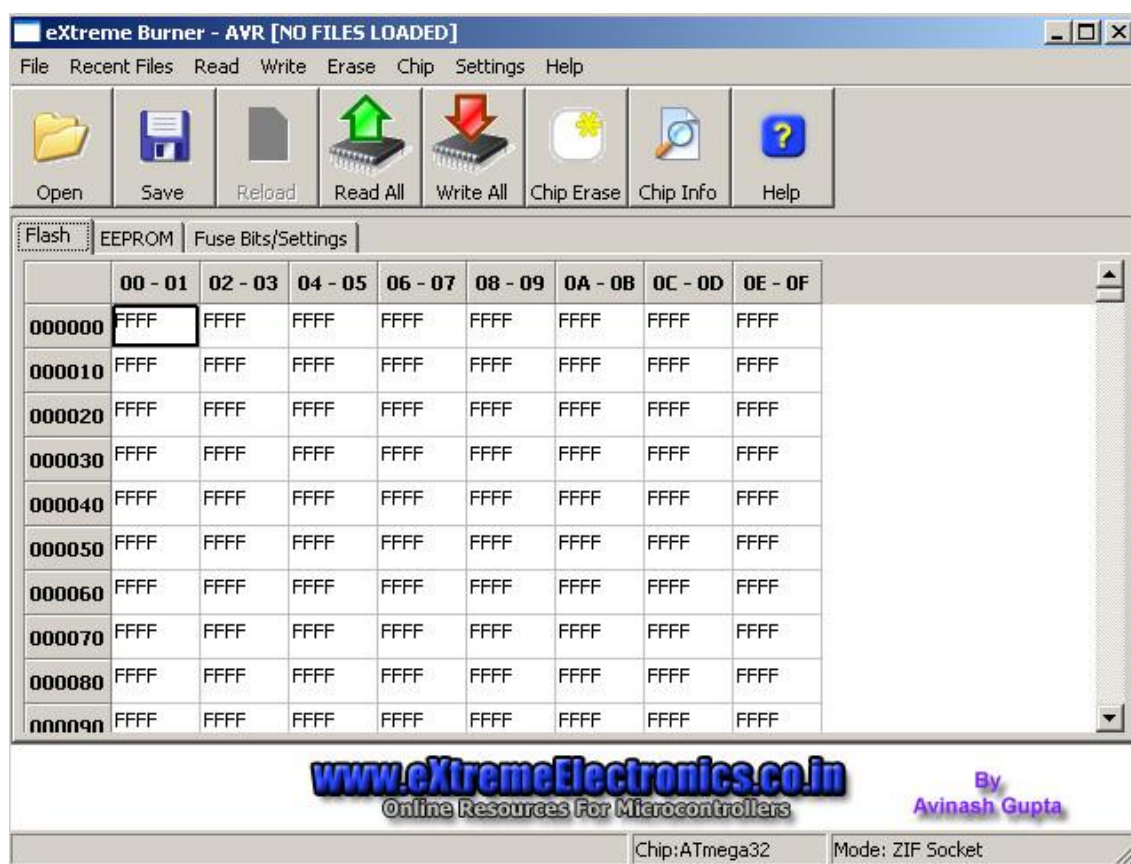 eXtreme Burner - AVR [NO FILES LOADED]
File Recent Files Read Write Erase Chip Settings Help
Open Save Reload Read All Write All Chip Erase Chip Info Help
Flash EEPROM Fuse Bits/Settings
00 - 01 02 - 03 04 - 05 06 - 07 08 - 09 0A - 0B 0C - 0D 0E - 0F
000000 FFFF FFFF FFFF FFFF FFFF FFFF FFFF FFFF
000010 FFFF FFFF FFFF FFFF FFFF FFFF FFFF FFFF
000020 FFFF FFFF FFFF FFFF FFFF FFFF FFFF FFFF
000030 FFFF FFFF FFFF FFFF FFFF FFFF FFFF FFFF
000040 FFFF FFFF FFFF FFFF FFFF FFFF FFFF FFFF
000050 FFFF FFFF FFFF FFFF FFFF FFFF FFFF FFFF
000060 FFFF FFFF FFFF FFFF FFFF FFFF FFFF FFFF
000070 FFFF FFFF FFFF FFFF FFFF FFFF FFFF FFFF
000080 FFFF FFFF FFFF FFFF FFFF FFFF FFFF FFFF
000090 FFFF FFFF FFFF FFFF FFFF FFFF FFFF FFFF
www.eXtremeElectronics.co.in
Online Resources For Microcontrollers
By
Avinash Gupta
Chip:ATmega32 Mode: ZIF Socket